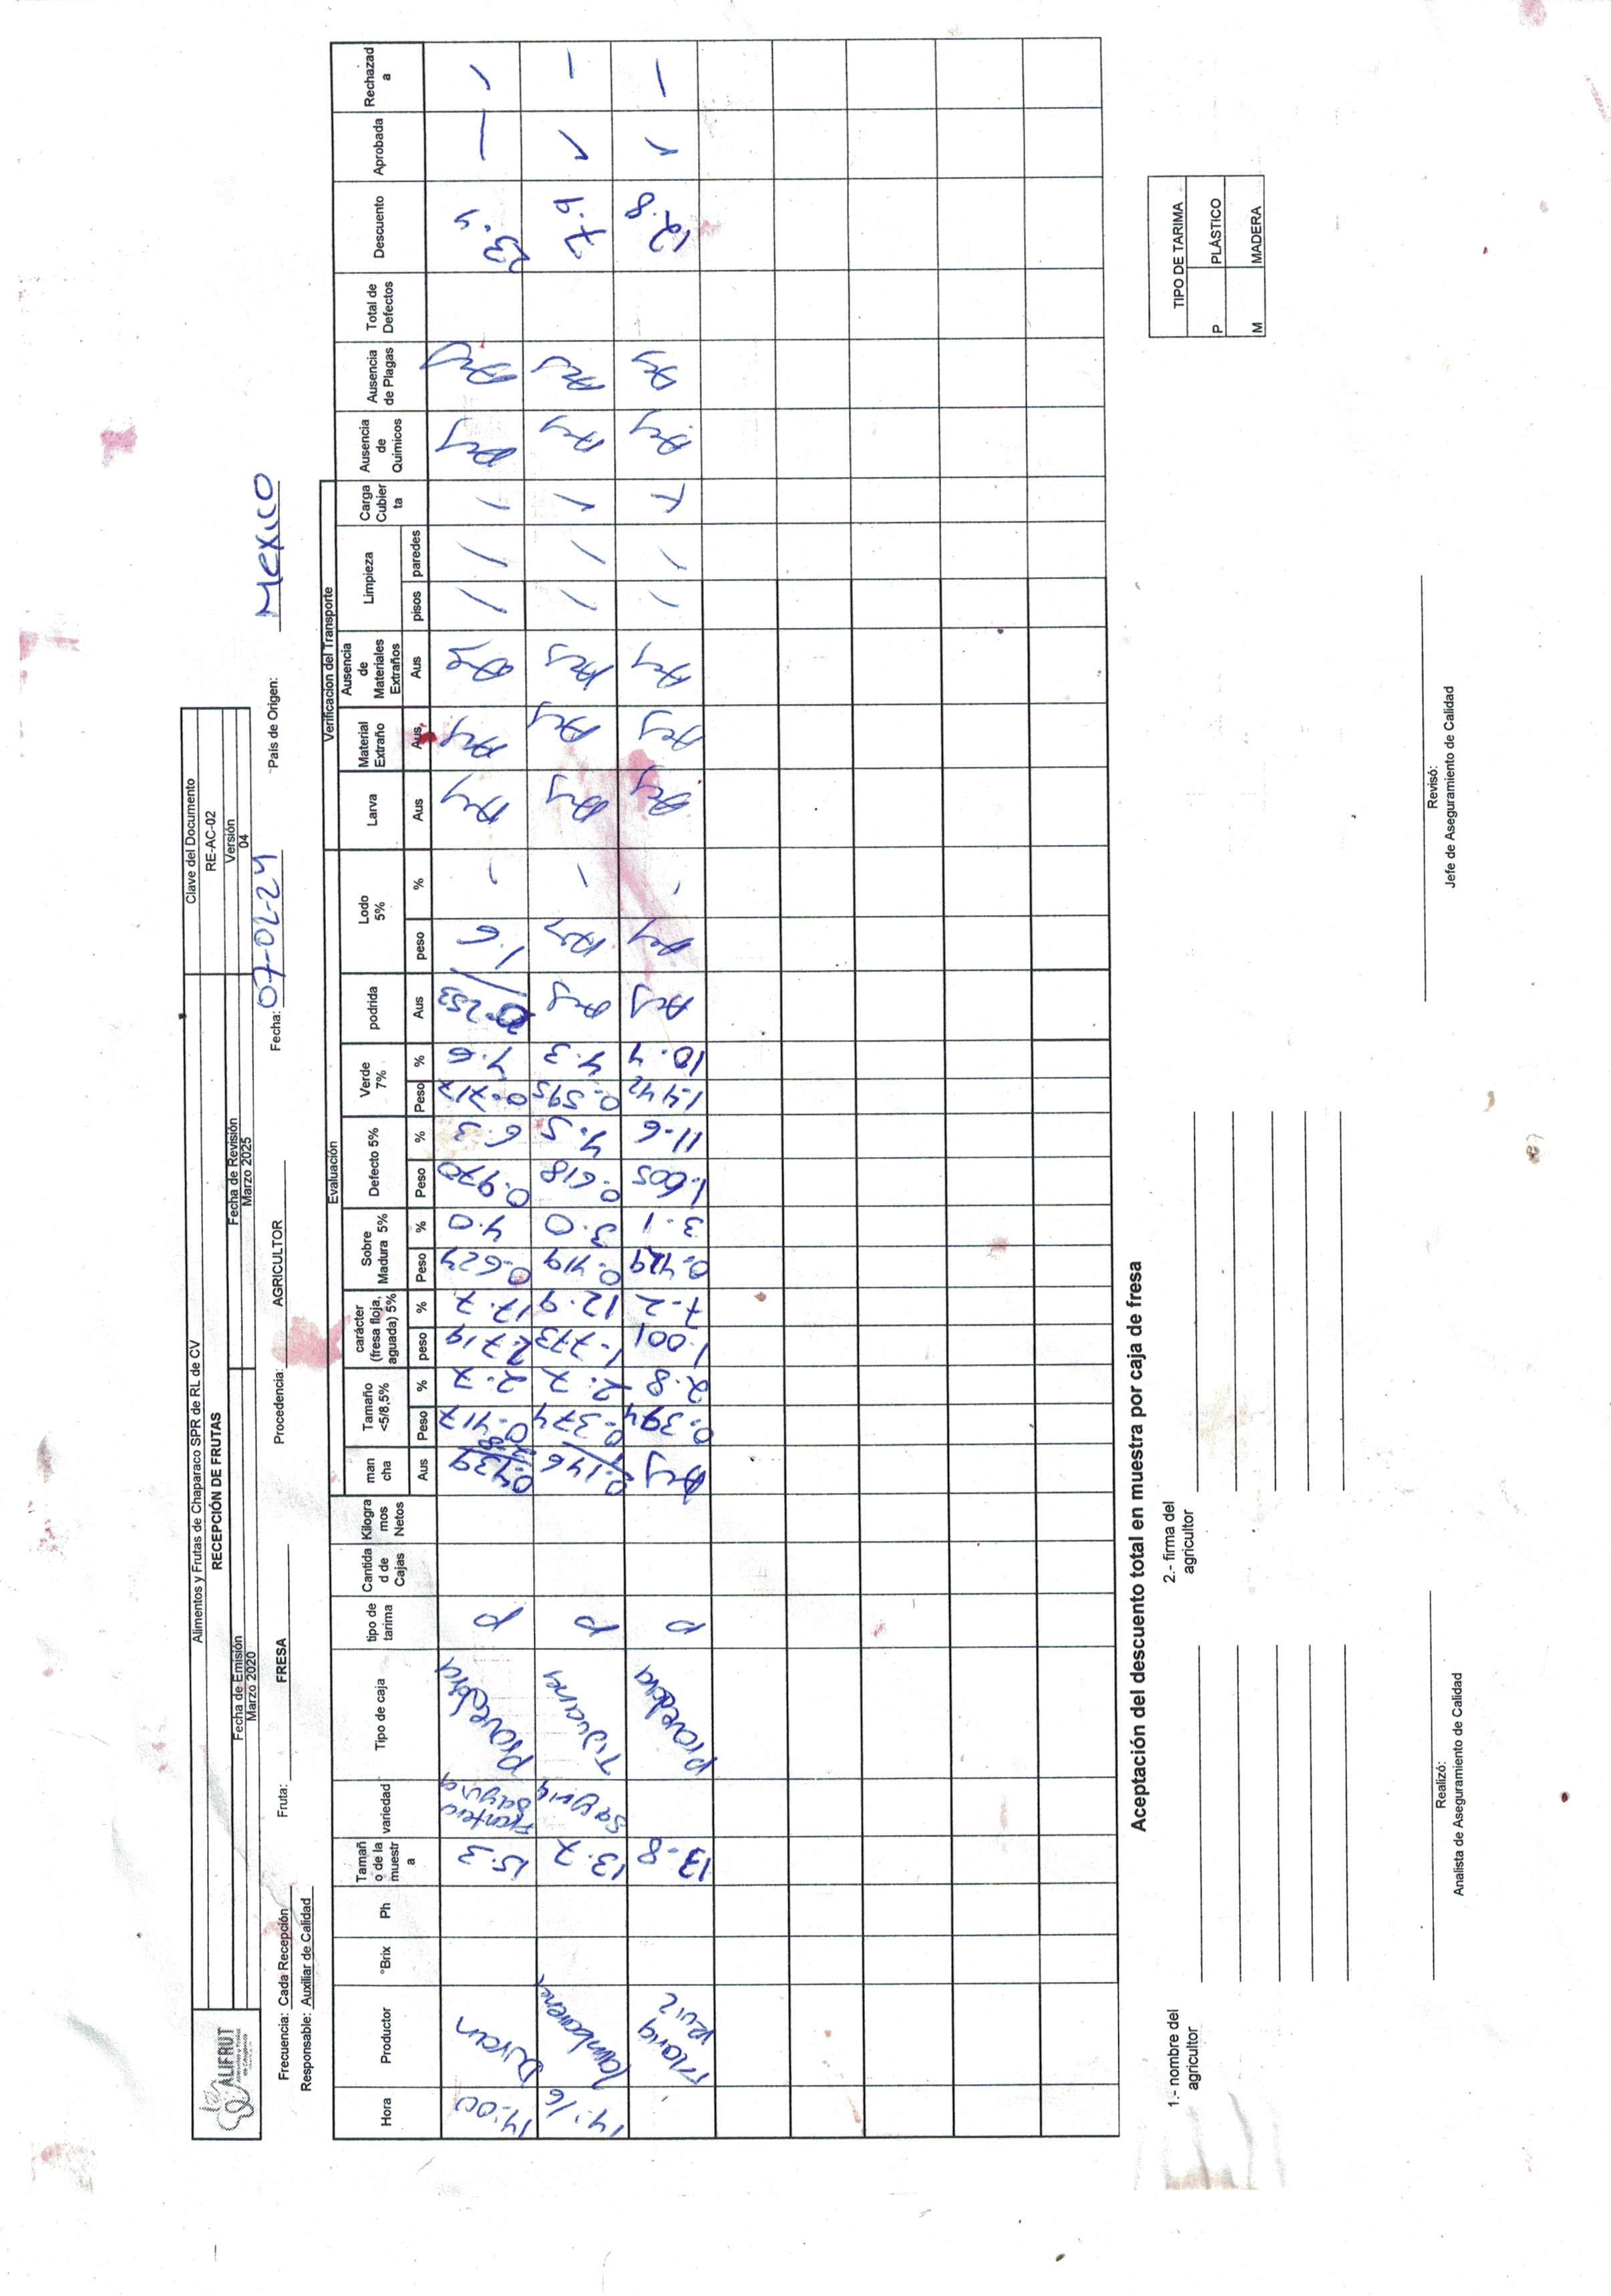 ALIFRUT
Alimentos y Frutas de Chaparaco SPR de RL de CV
RECEPCIÓN DE FRUTAS
Fecha de Emisión
Marzo 2020
Fecha de Revisión
Marzo 2025
Clave del Documento
RE-AC-02
Versión
04
Frecuencia: Cada Recepción
Fruta: FRESA
Procedencia: AGRICULTOR
Fecha: 07-02-24
País de Origen: Mexico
Responsable: Auxiliar de Calidad
Evaluación
Verificacion del Transporte
Hora Productor °Brix Ph Tamaño de la muestra variedad Tipo de caja tipo de tarima Cantidad de Cajas Kilogramos Netos mancha Tamaño <5/8,5% carácter (fresa floja, aguada) 5% Sobre Madura 5% Defecto 5% Verde 7% podrida Lodo 5% Larva Material Extraño Ausencia de Materiales Extraños Limpieza Carga Cubierta Ausencia de Quimicos Ausencia de Plagas Total de Defectos Descuento Aprobada Rechazada
Aus Peso % peso % Peso % Peso % Peso % Aus peso % Aus Aus, Aus pisos paredes
14:00 Duran 15.3 Frontera Sayuri Provedora P 0.439 0.417 2.7 2.719 17.7 0.624 4.0 0.970 6.3 0.717 4.6 0.253 1.6 - Aus Aus Aus / / / Aus Aus 23.4 — ✓
14:16 13.7 Sayuri Tijuana P 0.146 0.374 2.7 1.773 12.9 0.419 3.0 0.618 4.5 0.595 4.3 Aus Aus - Aus Aus Aus / / ✓ Aus Aus 7.9 ✓ —
Maria Ruiz 13.8 Provedora P Aus 0.394 2.8 1.001 7.2 0.429 3.1 1.605 11.6 1.442 10.4 Aus Aus - Aus Aus Aus / / ✓ Aus Aus 12.8 ✓ —
Aceptación del descuento total en muestra por caja de fresa
1.- nombre del agricultor
2.- firma del agricultor
TIPO DE TARIMA
P PLÁSTICO
M MADERA
Realizó:
Analista de Aseguramiento de Calidad
Revisó:
Jefe de Aseguramiento de Calidad